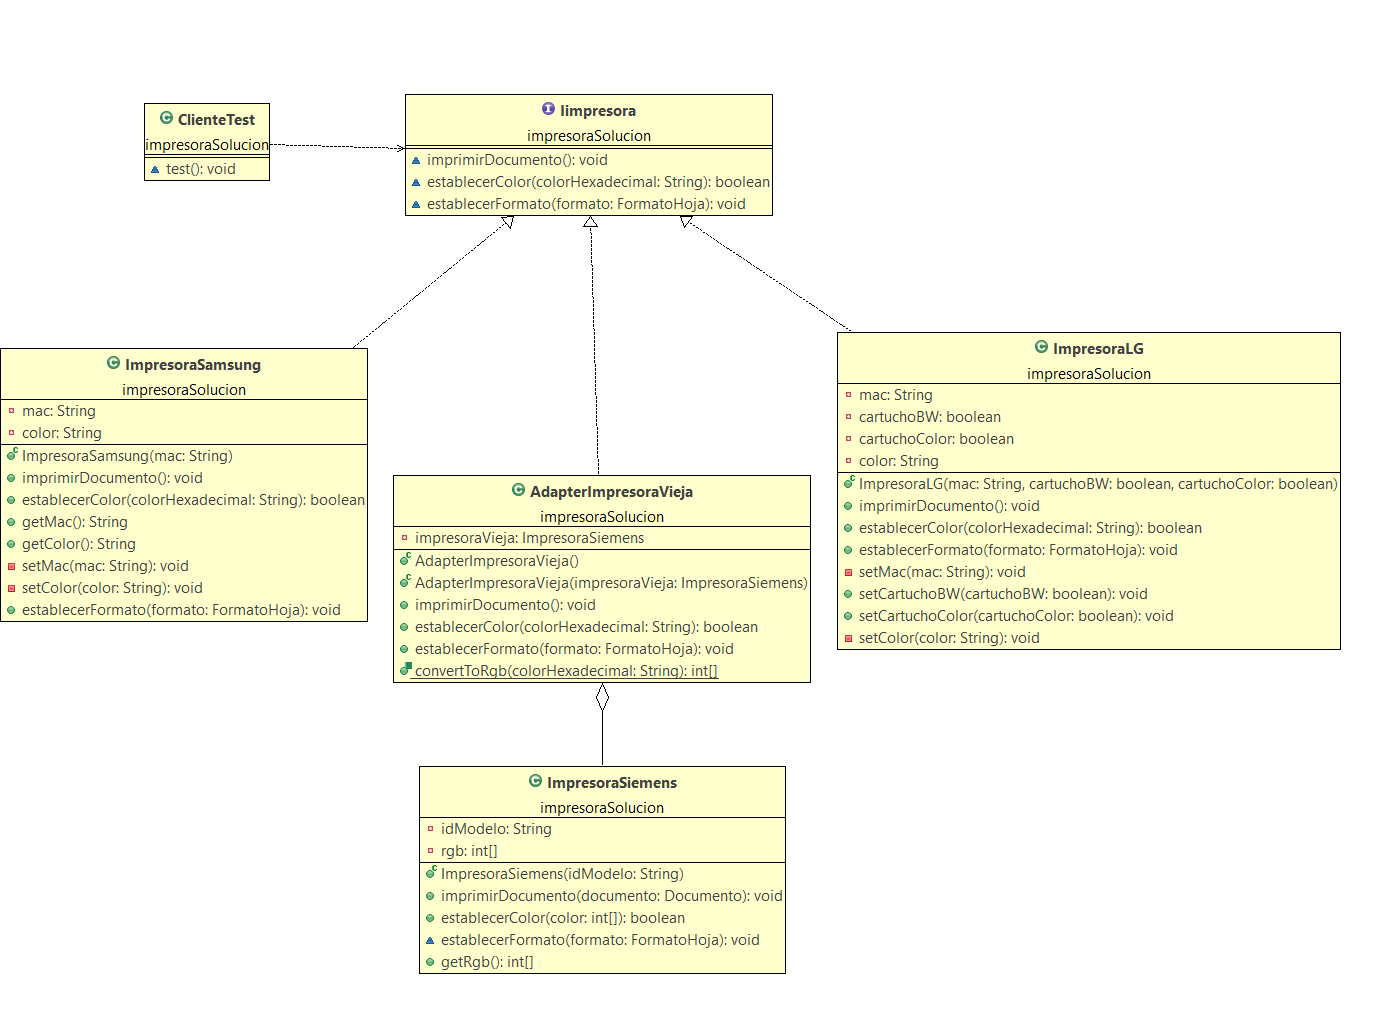 ClienteTest
impresoraSolucion
test(): void
Iimpresora
impresoraSolucion
imprimirDocumento(): void
establecerColor(colorHexadecimal: String): boolean
establecerFormato(formato: FormatoHoja): void
ImpresoraSamsung
impresoraSolucion
mac: String
color: String
ImpresoraSamsung(mac: String)
imprimirDocumento(): void
establecerColor(colorHexadecimal: String): boolean
getMac(): String
getColor(): String
setMac(mac: String): void
setColor(color: String): void
establecerFormato(formato: FormatoHoja): void
AdapterImpresoraVieja
impresoraSolucion
impresoraVieja: ImpresoraSiemens
AdapterImpresoraVieja()
AdapterImpresoraVieja(impresoraVieja: ImpresoraSiemens)
imprimirDocumento(): void
establecerColor(colorHexadecimal: String): boolean
establecerFormato(formato: FormatoHoja): void
convertToRgb(colorHexadecimal: String): int[]
ImpresoraLG
impresoraSolucion
mac: String
cartuchoBW: boolean
cartuchoColor: boolean
color: String
ImpresoraLG(mac: String, cartuchoBW: boolean, cartuchoColor: boolean)
imprimirDocumento(): void
establecerColor(colorHexadecimal: String): boolean
establecerFormato(formato: FormatoHoja): void
setMac(mac: String): void
setCartuchoBW(cartuchoBW: boolean): void
setCartuchoColor(cartuchoColor: boolean): void
setColor(color: String): void
ImpresoraSiemens
impresoraSolucion
idModelo: String
rgb: int[]
ImpresoraSiemens(idModelo: String)
imprimirDocumento(documento: Documento): void
establecerColor(color: int[]): boolean
establecerFormato(formato: FormatoHoja): void
getRgb(): int[]